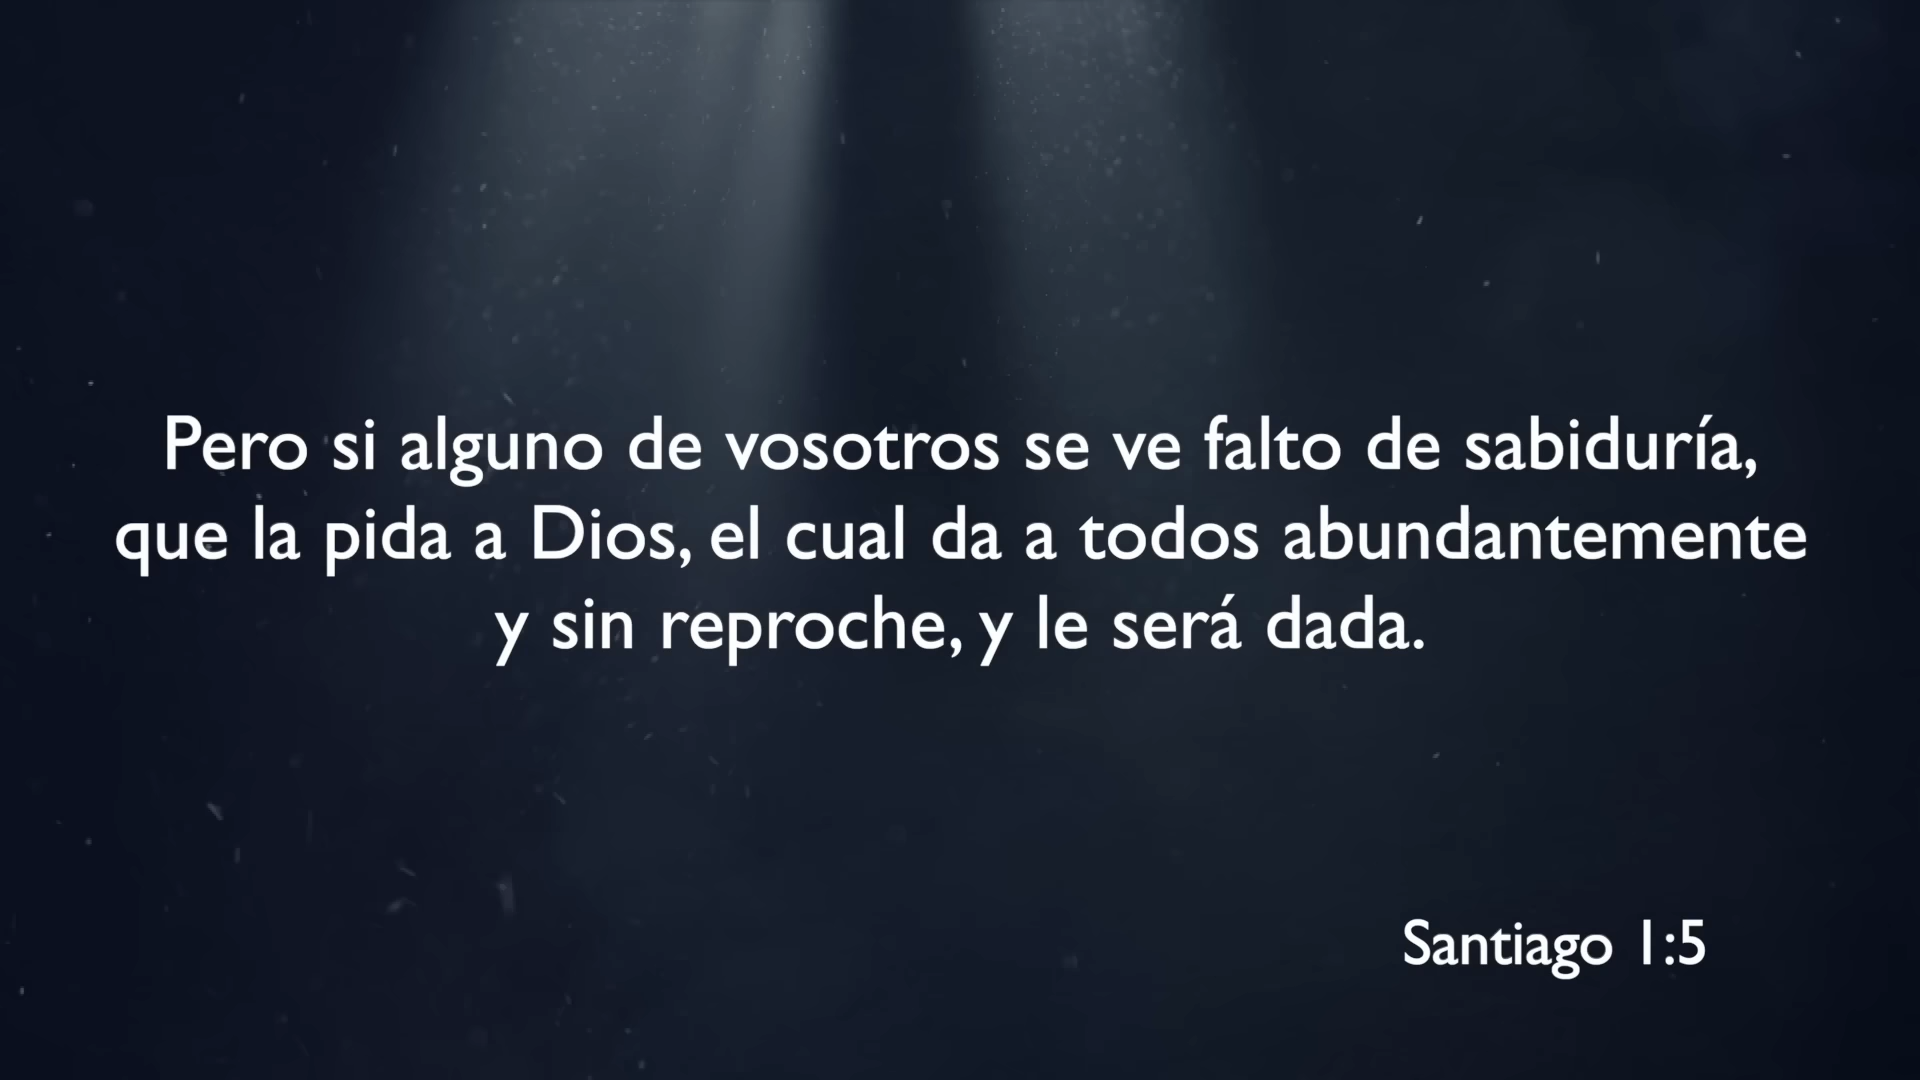 Pero si alguno de vosotros se ve falto de sabiduría,
que la pida a Dios, el cual da a todos abundantemente
y sin reproche, y le será dada.
Santiago 1:5